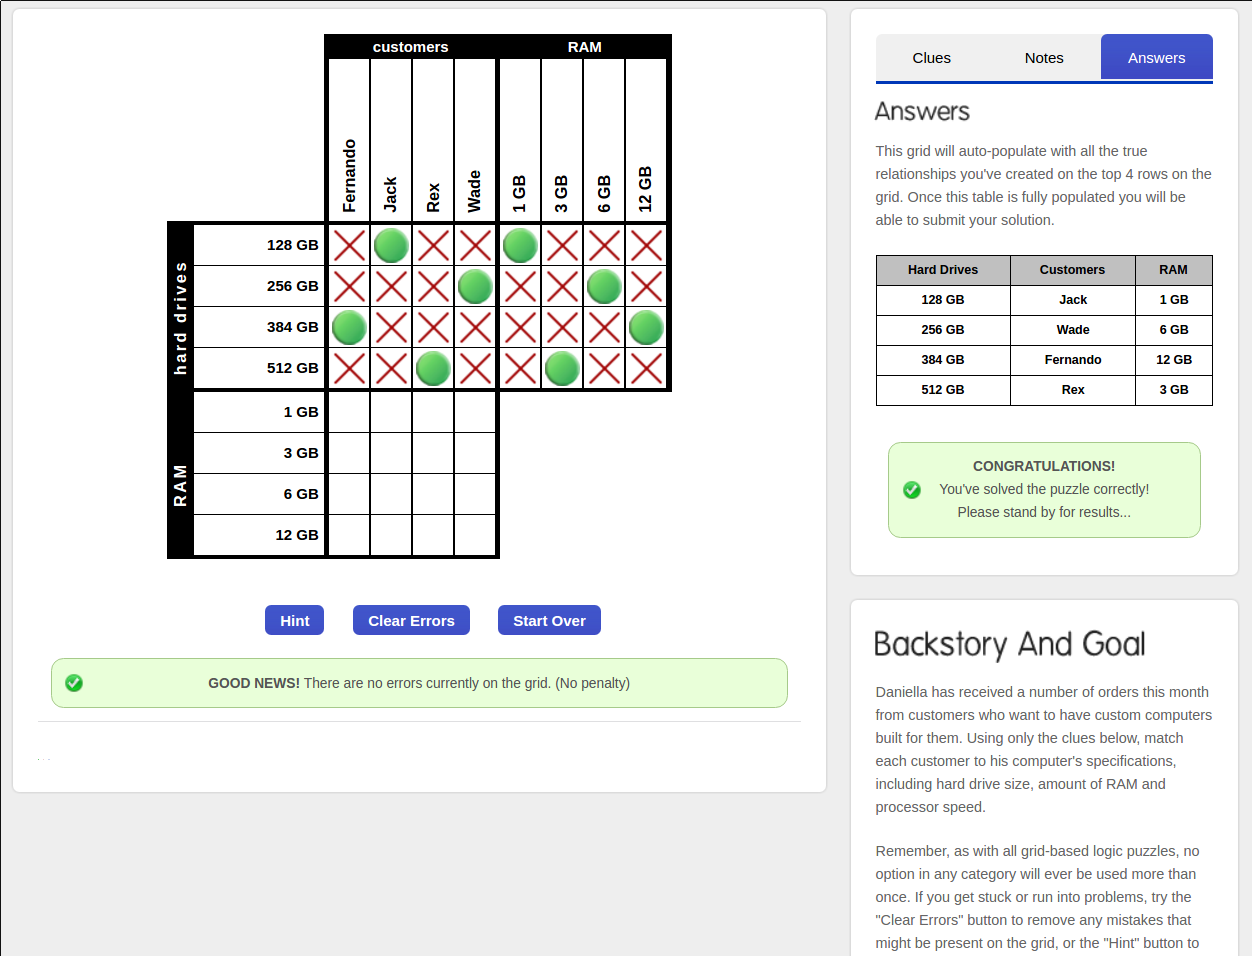 customers RAM
Fernando Jack Rex Wade 1 GB 3 GB 6 GB 12 GB
hard drives
128 GB
256 GB
384 GB
512 GB
RAM
1 GB
3 GB
6 GB
12 GB
Hint Clear Errors Start Over
GOOD NEWS! There are no errors currently on the grid. (No penalty)
. . .
Clues Notes Answers
Answers
This grid will auto-populate with all the true
relationships you've created on the top 4 rows on the
grid. Once this table is fully populated you will be
able to submit your solution.
Hard Drives Customers RAM
128 GB Jack 1 GB
256 GB Wade 6 GB
384 GB Fernando 12 GB
512 GB Rex 3 GB
CONGRATULATIONS!
You've solved the puzzle correctly!
Please stand by for results...
Backstory And Goal
Daniella has received a number of orders this month
from customers who want to have custom computers
built for them. Using only the clues below, match
each customer to his computer's specifications,
including hard drive size, amount of RAM and
processor speed.
Remember, as with all grid-based logic puzzles, no
option in any category will ever be used more than
once. If you get stuck or run into problems, try the
"Clear Errors" button to remove any mistakes that
might be present on the grid, or the "Hint" button to